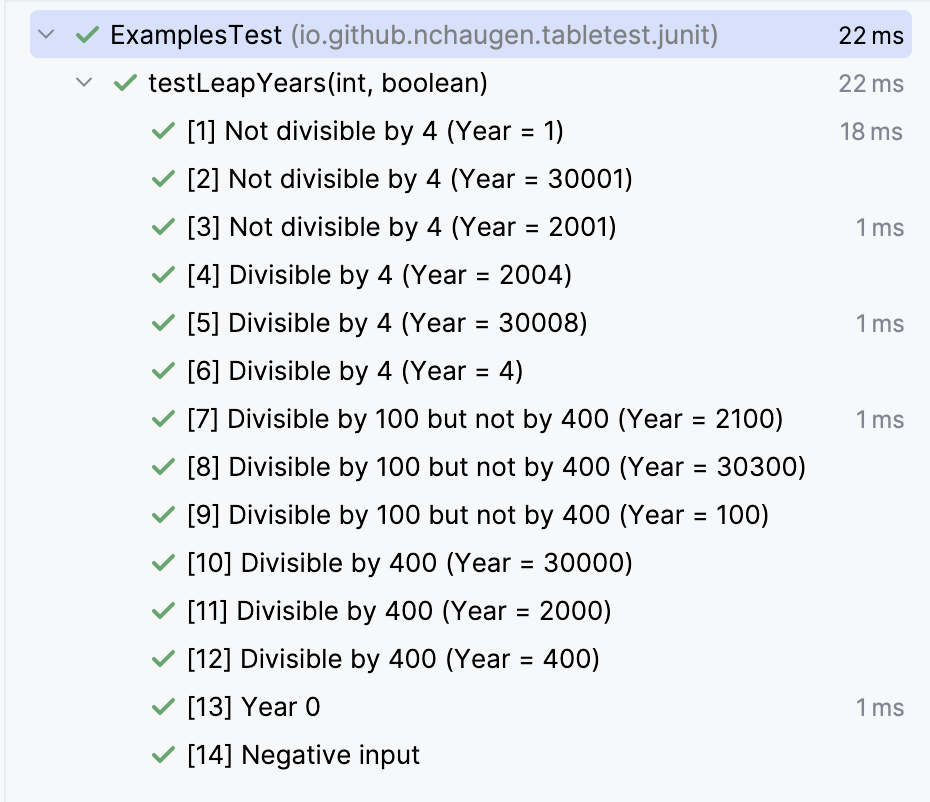 ExamplesTest (io.github.nchaugen.tabletest.junit) 22 ms
testLeapYears(int, boolean) 22 ms
[1] Not divisible by 4 (Year = 1) 18 ms
[2] Not divisible by 4 (Year = 30001)
[3] Not divisible by 4 (Year = 2001) 1 ms
[4] Divisible by 4 (Year = 2004)
[5] Divisible by 4 (Year = 30008) 1 ms
[6] Divisible by 4 (Year = 4)
[7] Divisible by 100 but not by 400 (Year = 2100) 1 ms
[8] Divisible by 100 but not by 400 (Year = 30300)
[9] Divisible by 100 but not by 400 (Year = 100)
[10] Divisible by 400 (Year = 30000)
[11] Divisible by 400 (Year = 2000)
[12] Divisible by 400 (Year = 400)
[13] Year 0 1 ms
[14] Negative input